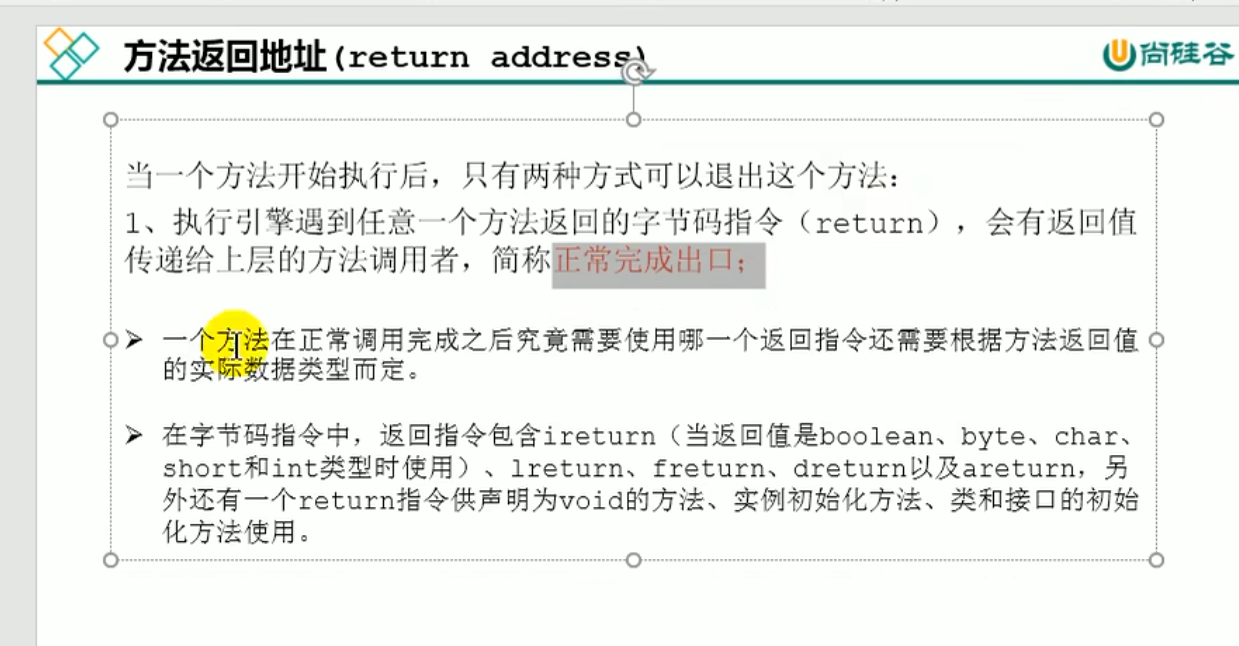 方法返回地址(return address)
尚硅谷
当一个方法开始执行后，只有两种方式可以退出这个方法：
1、执行引擎遇到任意一个方法返回的字节码指令（return），会有返回值
传递给上层的方法调用者，简称正常完成出口；
一个方法在正常调用完成之后究竟需要使用哪一个返回指令还需要根据方法返回值
的实际数据类型而定。
在字节码指令中，返回指令包含ireturn（当返回值是boolean、byte、char、
short和int类型时使用）、lreturn、freturn、dreturn以及areturn，另
外还有一个return指令供声明为void的方法、实例初始化方法、类和接口的初始
化方法使用。